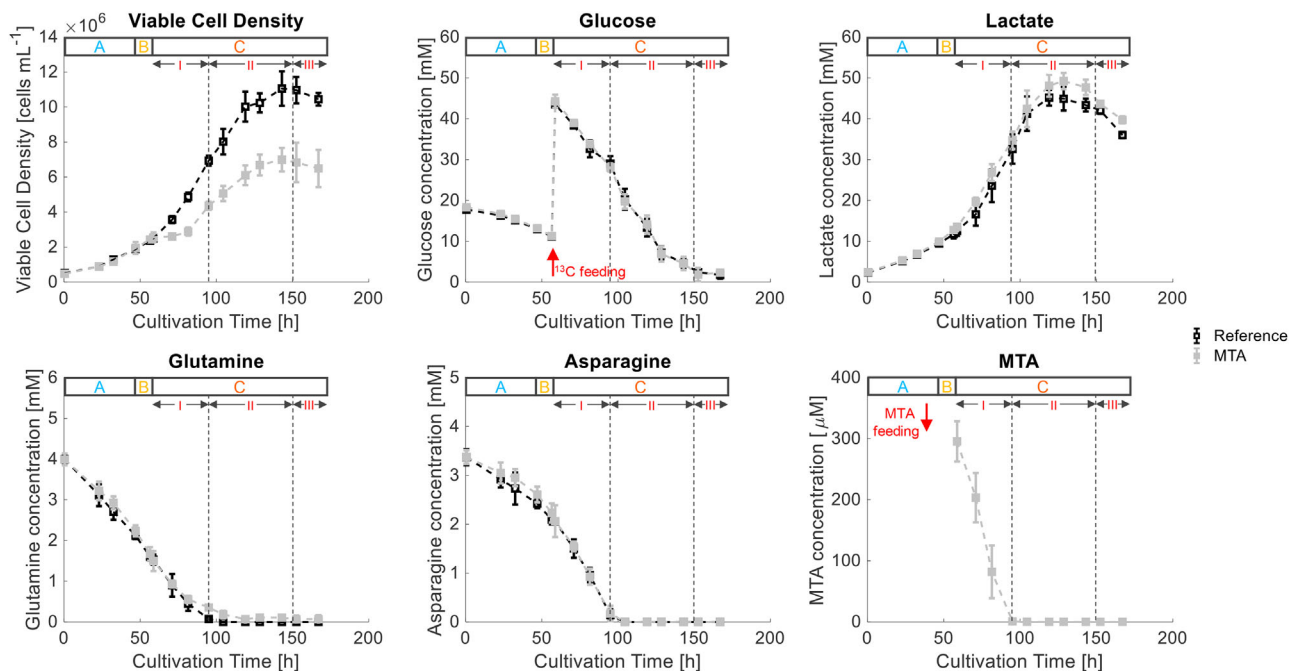 Viable Cell Density
× 10⁶
14
12
10
8
6
4
2
0
Viable Cell Density [cells mL⁻¹]
A B C
I II III
0 50 100 150 200
Cultivation Time [h]
Glucose
60
50
40
30
20
10
0
Glucose concentration [mM]
A B C
I II III
¹³C feeding
0 50 100 150 200
Cultivation Time [h]
Lactate
60
50
40
30
20
10
0
Lactate concentration [mM]
A B C
I II III
0 50 100 150 200
Cultivation Time [h]
Reference
MTA
Glutamine
5
4
3
2
1
0
Glutamine concentration [mM]
A B C
I II III
0 50 100 150 200
Cultivation Time [h]
Asparagine
5
4
3
2
1
0
Asparagine concentration [mM]
A B C
I II III
0 50 100 150 200
Cultivation Time [h]
MTA
400
300
200
100
0
MTA concentration [ μM]
A B C
I II III
MTA
feeding
0 50 100 150 200
Cultivation Time [h]